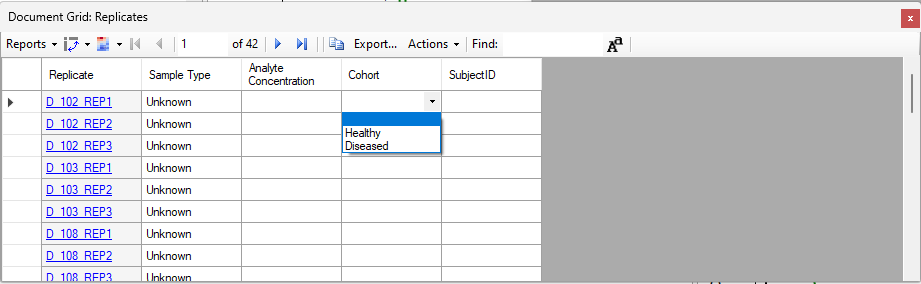 Document Grid: Replicates
Reports 1 of 42 Export... Actions Find: Aa
Replicate Sample Type Analyte Concentration Cohort SubjectID
D_102_REP1 Unknown
D_102_REP2 Unknown
Healthy
D_102_REP3 Unknown
Diseased
D_103_REP1 Unknown
D_103_REP2 Unknown
D_103_REP3 Unknown
D_108_REP1 Unknown
D_108_REP2 Unknown
D_108_REP3 Unknown